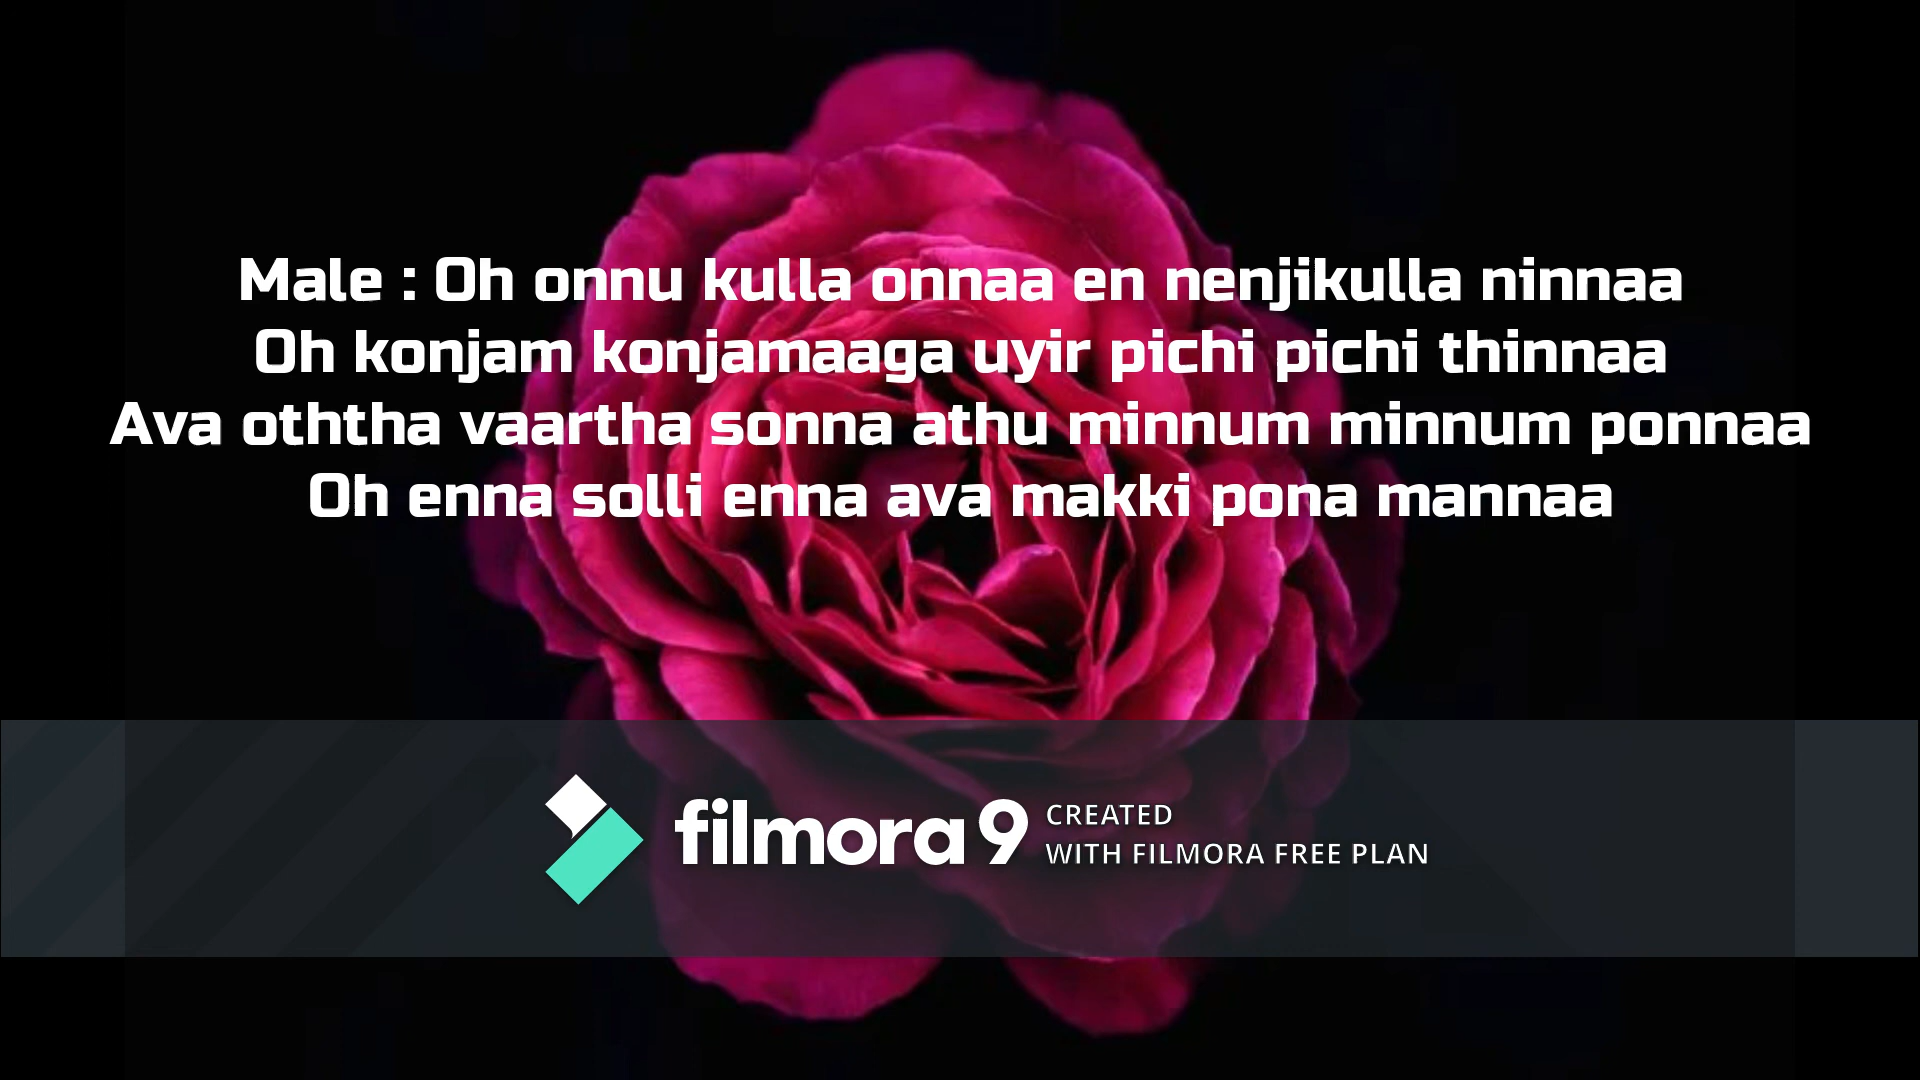 Male : Oh onnu kulla onnaa en nenjikulla ninnaa
Oh konjam konjamaaga uyir pichi pichi thinnaa
Ava oththa vaartha sonna athu minnum minnum ponnaa
Oh enna solli enna ava makki pona mannaa
filmora 9 CREATED
WITH FILMORA FREE PLAN